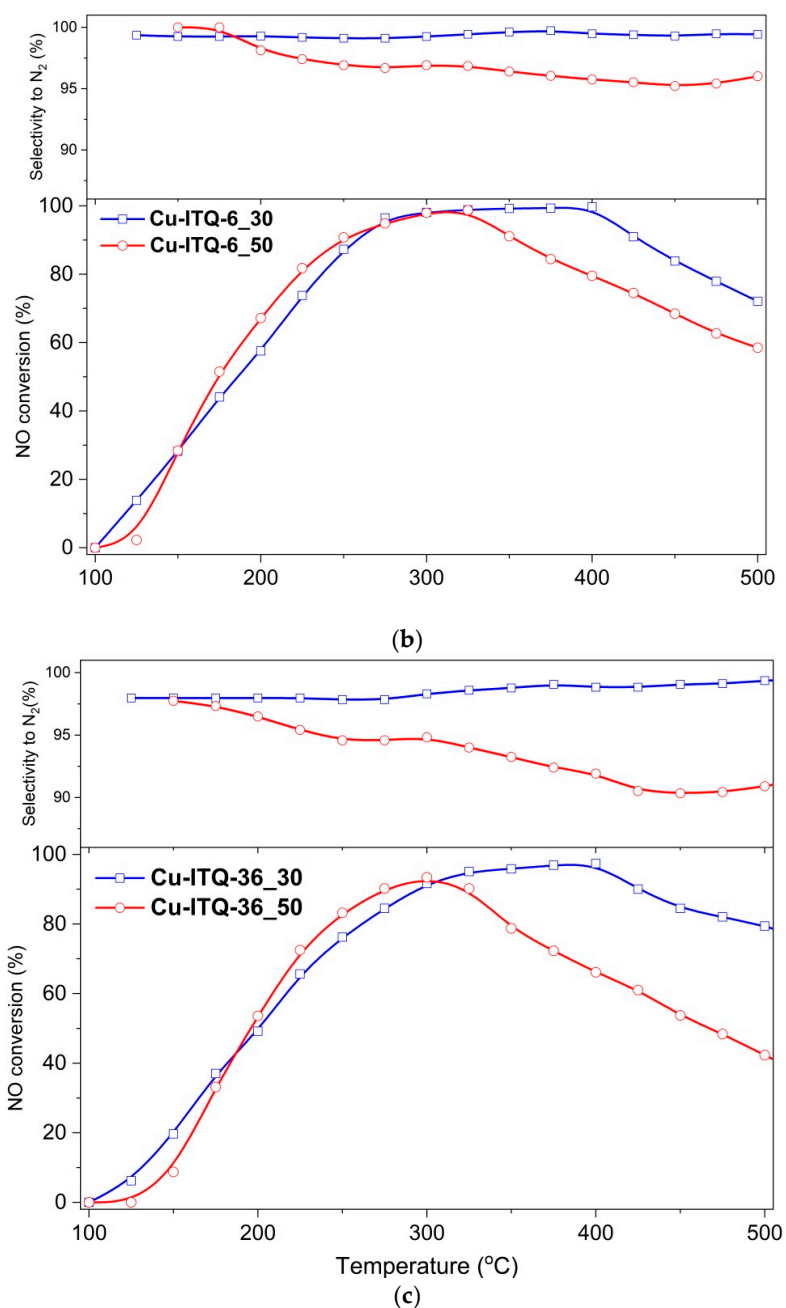 100
95
90
Selectivity to N₂ (%)
100
80
60
40
20
0
NO conversion (%)
Cu-ITQ-6_30
Cu-ITQ-6_50
100 200 300 400 500
(b)
100
95
90
Selectivity to N₂(%)
100
80
60
40
20
0
NO conversion (%)
Cu-ITQ-36_30
Cu-ITQ-36_50
100 200 300 400 500
Temperature (°C)
(c)